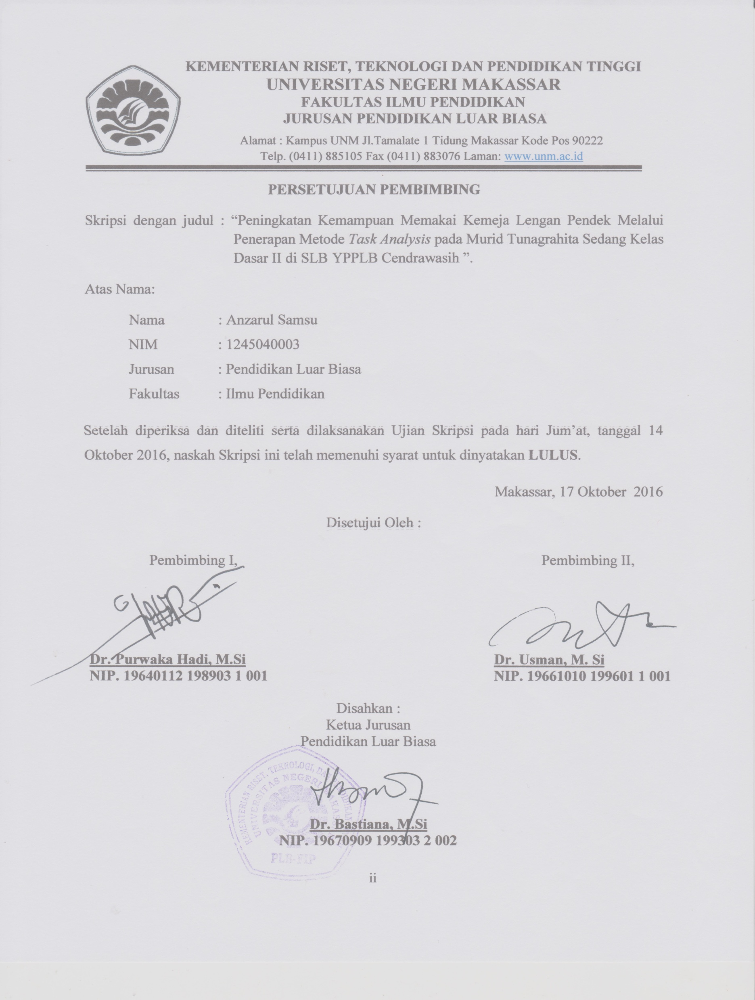 KEMENTERIAN RISET, TEKNOLOGI DAN PENDIDIKAN TINGGI
UNIVERSITAS NEGERI MAKASSAR
FAKULTAS ILMU PENDIDIKAN
JURUSAN PENDIDIKAN LUAR BIASA
Alamat : Kampus UNM Jl.Tamalate 1 Tidung Makassar Kode Pos 90222
Telp. (0411) 885105 Fax (0411) 883076 Laman: www.unm.ac.id
PERSETUJUAN PEMBIMBING
Skripsi dengan judul : “Peningkatan Kemampuan Memakai Kemeja Lengan Pendek Melalui
Penerapan Metode Task Analysis pada Murid Tunagrahita Sedang Kelas
Dasar II di SLB YPPLB Cendrawasih ”.
Atas Nama:
Nama : Anzarul Samsu
NIM : 1245040003
Jurusan : Pendidikan Luar Biasa
Fakultas : Ilmu Pendidikan
Setelah diperiksa dan diteliti serta dilaksanakan Ujian Skripsi pada hari Jum’at, tanggal 14
Oktober 2016, naskah Skripsi ini telah memenuhi syarat untuk dinyatakan LULUS.
Makassar, 17 Oktober 2016
Disetujui Oleh :
Pembimbing I, Pembimbing II,
Dr. Purwaka Hadi, M.Si Dr. Usman, M. Si
NIP. 19640112 198903 1 001 NIP. 19661010 199601 1 001
Disahkan :
Ketua Jurusan
Pendidikan Luar Biasa
KEMENTERIAN RISET, TEKNOLOGI, DAN PENDIDIKAN
UNIVERSITAS NEGERI MAKASSAR
Dr. Bastiana, M.Si
NIP. 19670909 199303 2 002
PLB-FIP
ii